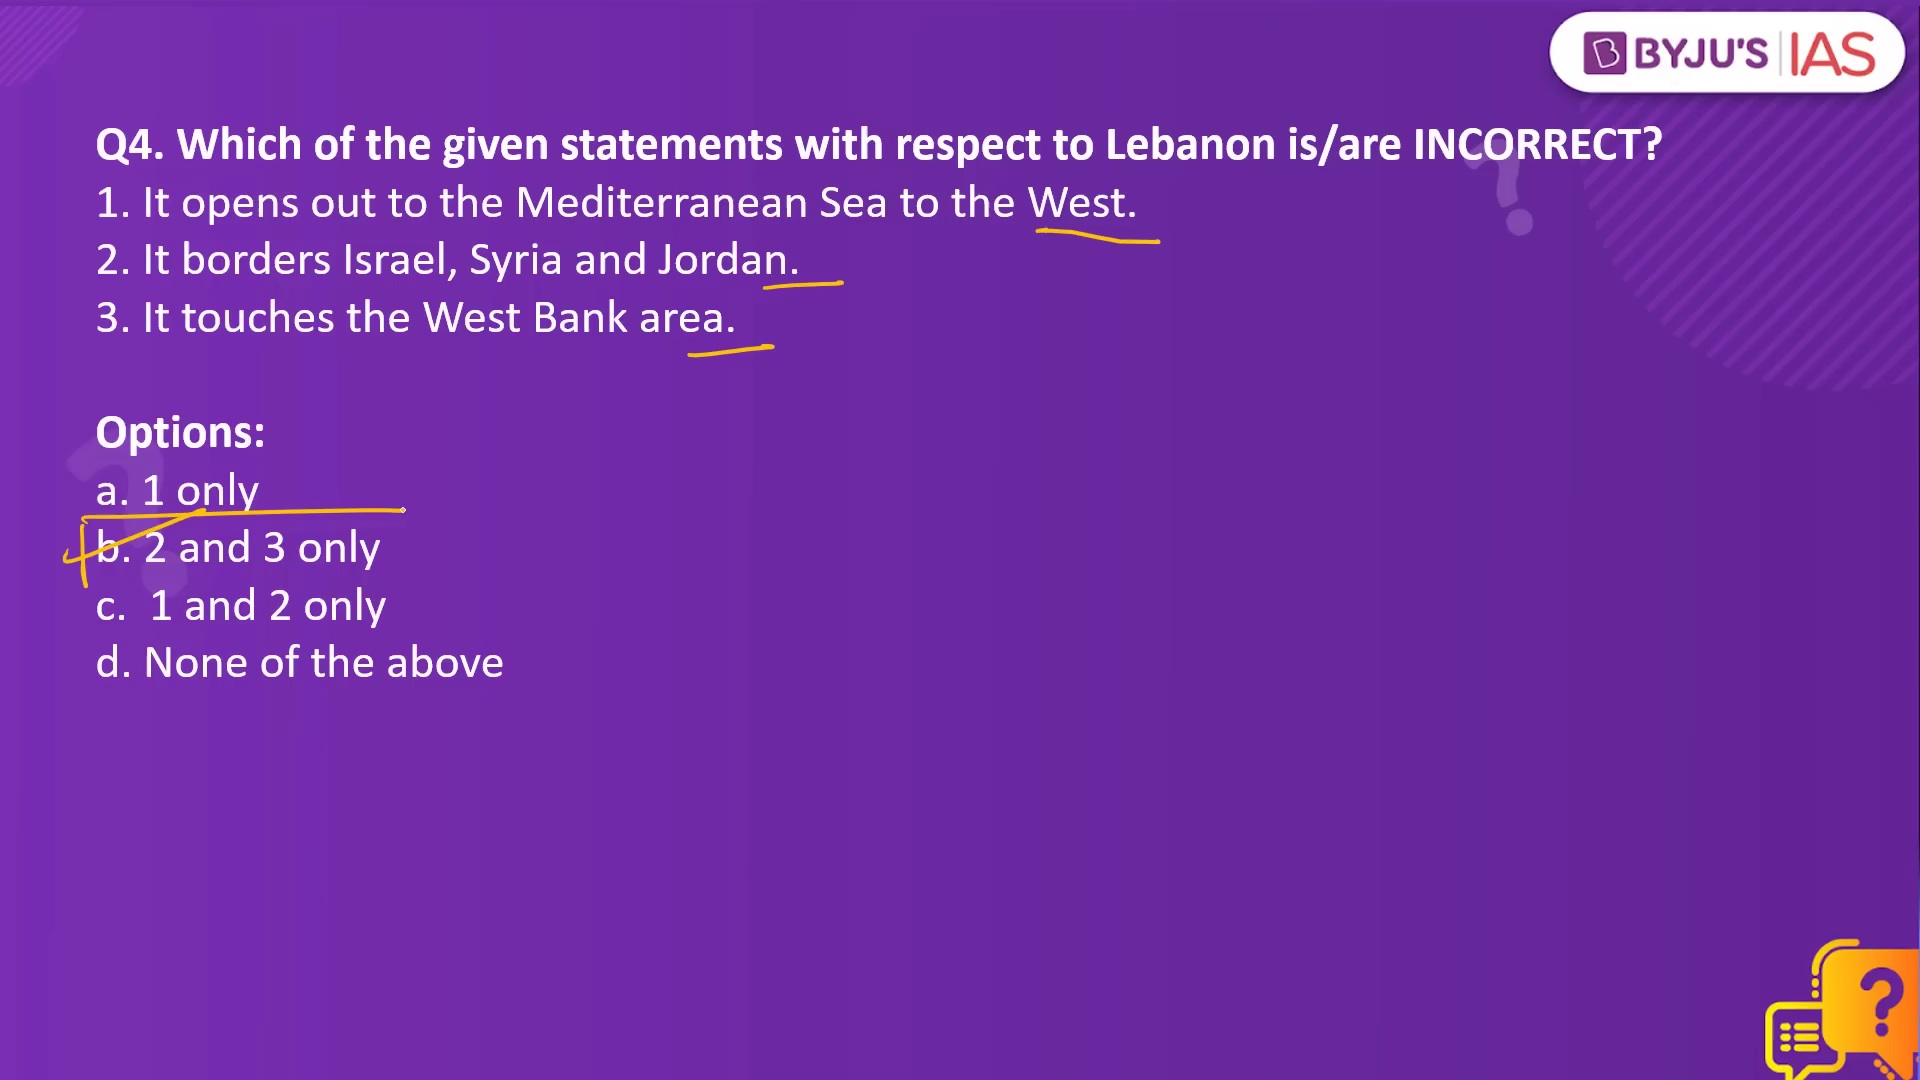 BYJU'S IAS
Q4. Which of the given statements with respect to Lebanon is/are INCORRECT?
1. It opens out to the Mediterranean Sea to the West.
2. It borders Israel, Syria and Jordan.
3. It touches the West Bank area.
Options:
a. 1 only
b. 2 and 3 only
c. 1 and 2 only
d. None of the above